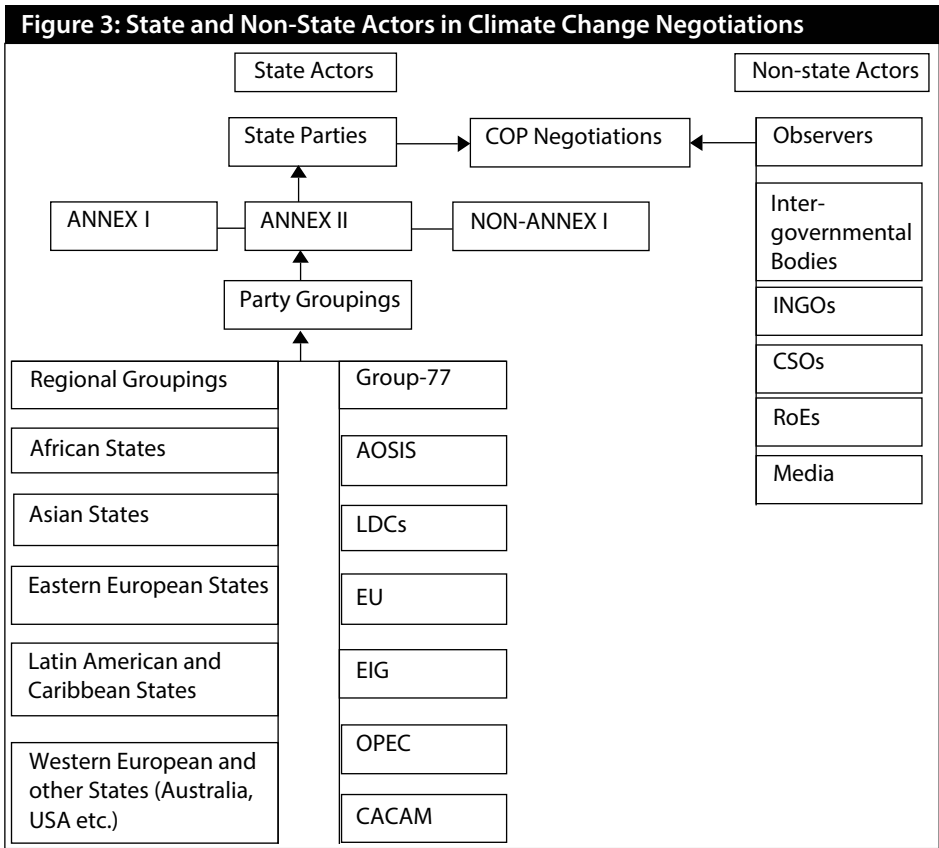 Figure 3: State and Non-State Actors in Climate Change Negotiations
State Actors
Non-state Actors
State Parties
COP Negotiations
Observers
ANNEX I
ANNEX II
NON-ANNEX I
Inter-
governmental
Bodies
Party Groupings
INGOs
CSOs
RoEs
Media
Regional Groupings
African States
Asian States
Eastern European States
Latin American and
Caribbean States
Western European and
other States (Australia,
USA etc.)
Group-77
AOSIS
LDCs
EU
EIG
OPEC
CACAM